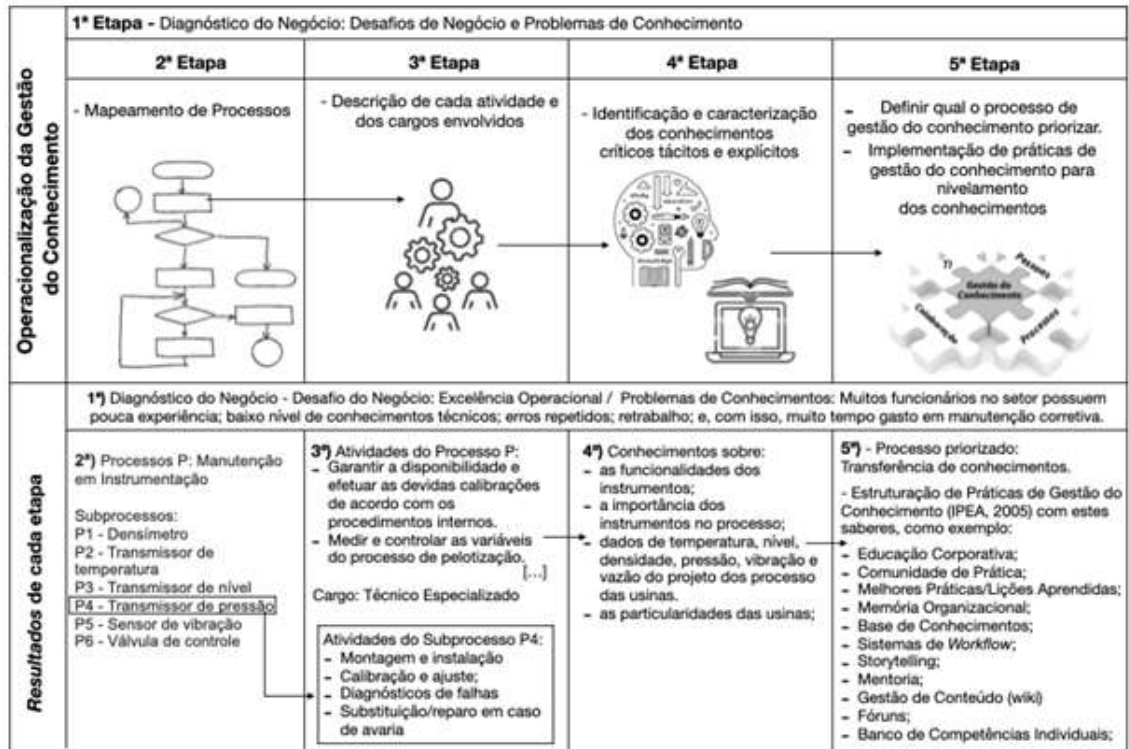 Operacionalização da Gestão
do Conhecimento
1ª Etapa - Diagnóstico do Negócio: Desafios de Negócio e Problemas de Conhecimento
2ª Etapa
- Mapeamento de Processos
3ª Etapa
- Descrição de cada atividade e
dos cargos envolvidos
4ª Etapa
- Identificação e caracterização
dos conhecimentos
críticos tácitos e explícitos
5ª Etapa
- Definir qual o processo de
gestão do conhecimento priorizar.
- Implementação de práticas de
gestão do conhecimento para
nivelamento
dos conhecimentos
TI
Pessoas
Gestão do
Conhecimento
Colaboração
Processos
Resultados de cada etapa
1ª) Diagnóstico do Negócio - Desafio do Negócio: Excelência Operacional / Problemas de Conhecimentos: Muitos funcionários no setor possuem
pouca experiência; baixo nível de conhecimentos técnicos; erros repetidos; retrabalho; e, com isso, muito tempo gasto em manutenção corretiva.
2ª) Processos P: Manutenção
em Instrumentação
Subprocessos:
P1 - Densímetro
P2 - Transmissor de
temperatura
P3 - Transmissor de nível
P4 - Transmissor de pressão
P5 - Sensor de vibração
P6 - Válvula de controle
3ª) Atividades do Processo P:
- Garantir a disponibilidade e
efetuar as devidas calibrações
de acordo com os
procedimentos internos.
- Medir e controlar as variáveis
do processo de pelotização.
[...]
Cargo: Técnico Especializado
Atividades do Subprocesso P4:
- Montagem e instalação
- Calibração e ajuste;
- Diagnósticos de falhas
- Substituição/reparo em caso
de avaria
4ª) Conhecimentos sobre:
- as funcionalidades dos
instrumentos;
- a importância dos
instrumentos no processo;
- dados de temperatura, nível,
densidade, pressão, vibração e
vazão do projeto dos processo
das usinas.
- as particularidades das usinas;
5ª) - Processo priorizado:
Transferência de conhecimentos.
- Estruturação de Práticas de Gestão do
Conhecimento (IPEA, 2005) com estes
saberes, como exemplo:
- Educação Corporativa;
- Comunidade de Prática;
- Melhores Práticas/Lições Aprendidas;
- Memória Organizacional;
- Base de Conhecimentos;
- Sistemas de Workflow;
- Storytelling;
- Mentoria;
- Gestão de Conteúdo (wiki)
- Fóruns;
- Banco de Competências Individuais;